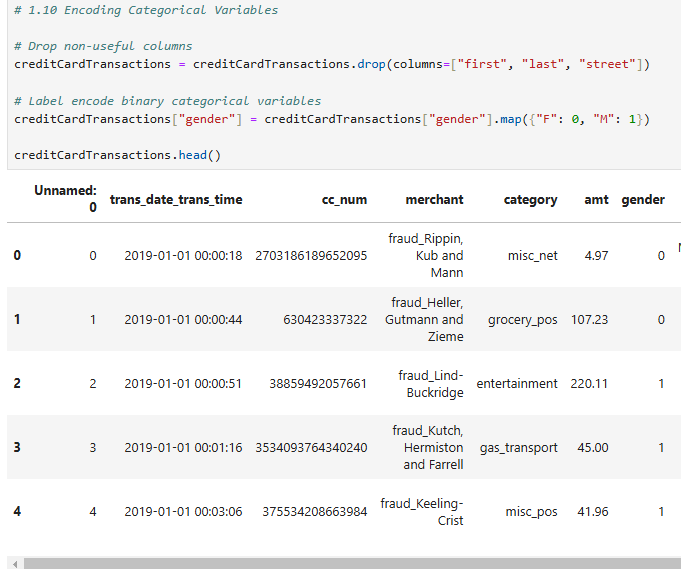 # 1.10 Encoding Categorical Variables
# Drop non-useful columns
creditCardTransactions = creditCardTransactions.drop(columns=["first", "last", "street"])
# Label encode binary categorical variables
creditCardTransactions["gender"] = creditCardTransactions["gender"].map({"F": 0, "M": 1})
creditCardTransactions.head()
Unnamed: 0 trans_date_trans_time cc_num merchant category amt gender
0 0 2019-01-01 00:00:18 2703186189652095 fraud_Rippin, Kub and Mann misc_net 4.97 0
1 1 2019-01-01 00:00:44 630423337322 fraud_Heller, Gutmann and Zieme grocery_pos 107.23 0
2 2 2019-01-01 00:00:51 38859492057661 fraud_Lind-Buckridge entertainment 220.11 1
3 3 2019-01-01 00:01:16 3534093764340240 fraud_Kutch, Hermiston and Farrell gas_transport 45.00 1
4 4 2019-01-01 00:03:06 375534208663984 fraud_Keeling-Crist misc_pos 41.96 1